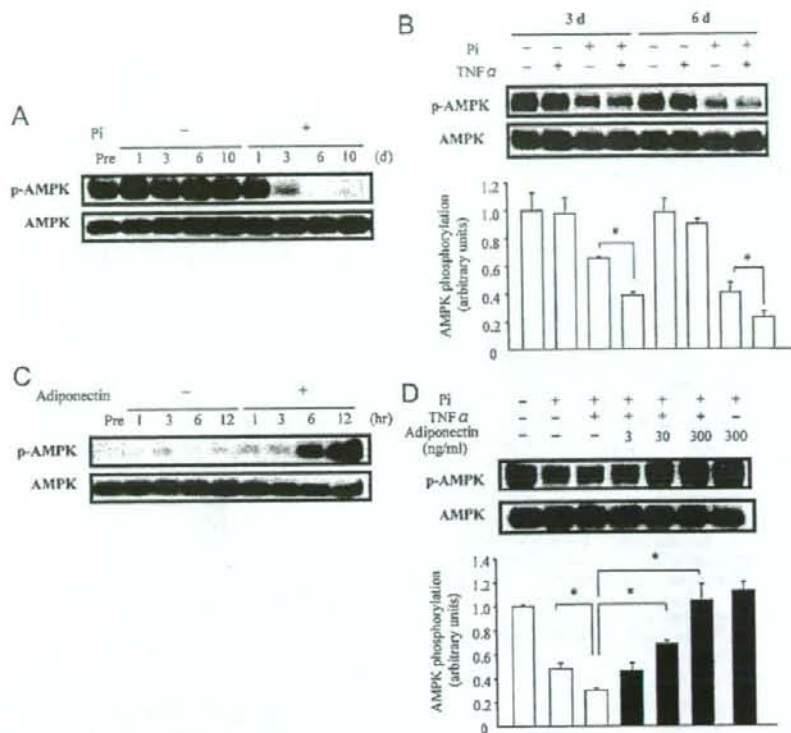 A
Pi − +
Pre 1 3 6 10 1 3 6 10 (d)
p-AMPK
AMPK
B
3 d 6 d
Pi − − + + − − + +
TNFα − + − + − + − +
p-AMPK
AMPK
AMPK phosphorylation
(arbitrary units)
1.2
1.0
0.8
0.6
0.4
0.2
0
* *
C
Adiponectin − +
Pre 1 3 6 12 1 3 6 12 (hr)
p-AMPK
AMPK
D
Pi − + + + + + +
TNFα − − + + + + −
Adiponectin − − − 3 30 300 300
(ng/ml)
p-AMPK
AMPK
AMPK phosphorylation
(arbitrary units)
1.4
1.2
1.0
0.8
0.6
0.4
0.2
0
* * *